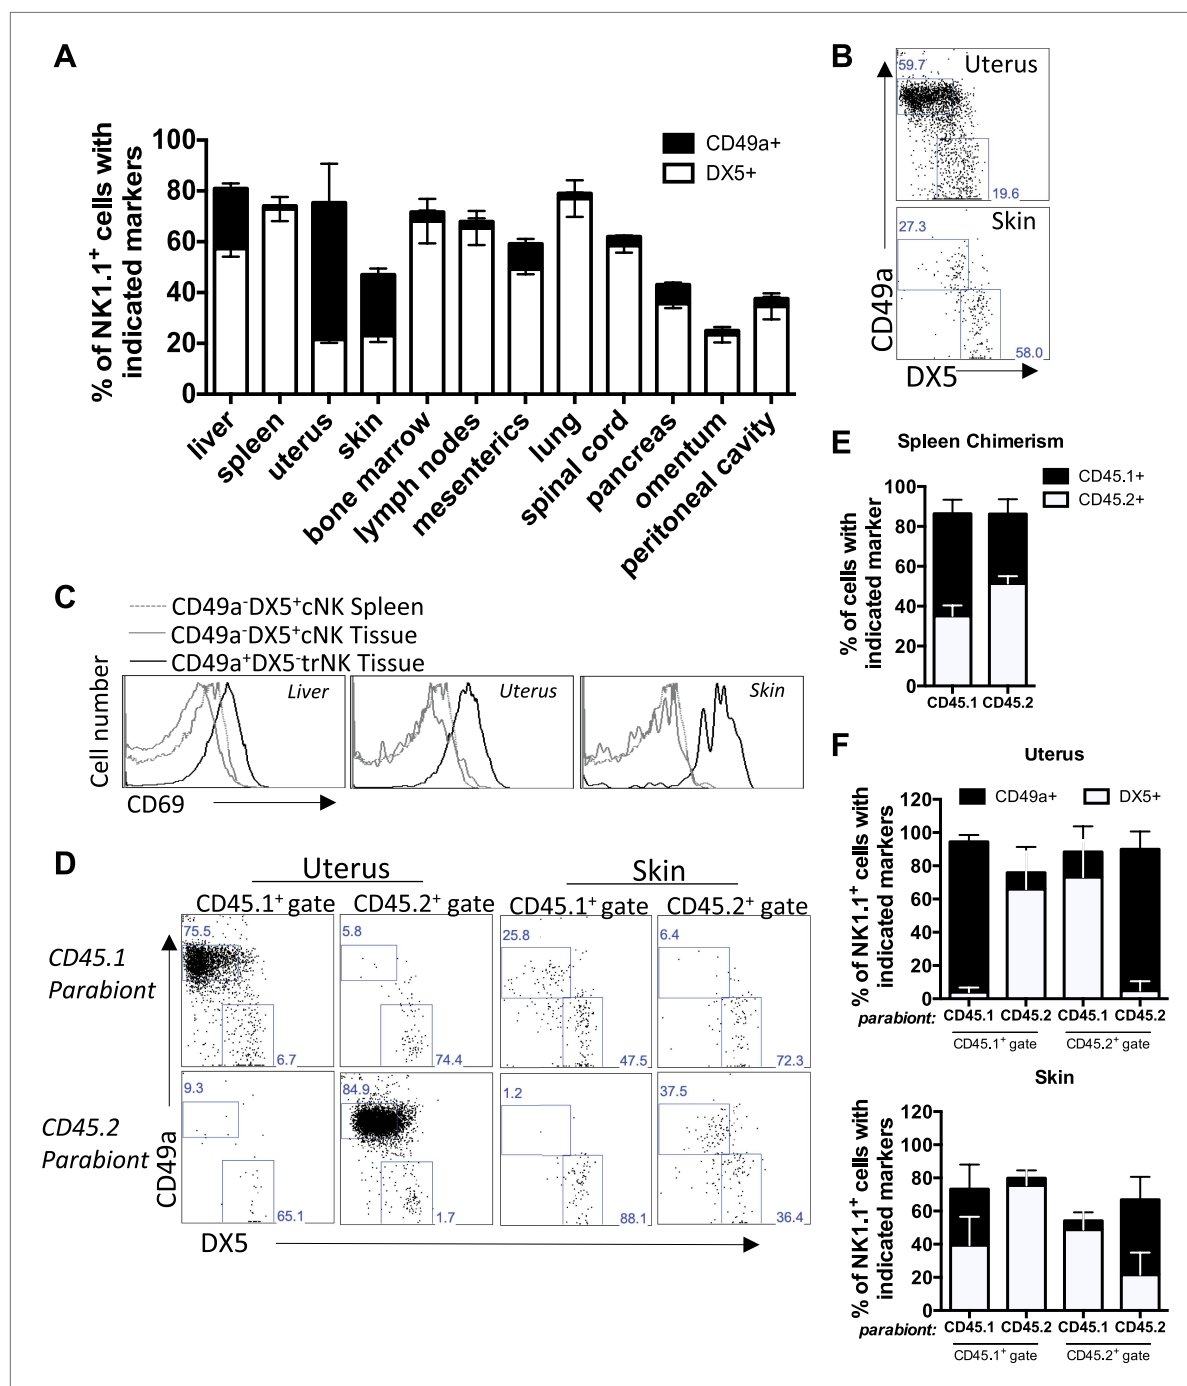 A
% of NK1.1+ cells with
indicated markers
100
80
60
40
20
0
CD49a+
DX5+
liver
spleen
uterus
skin
bone marrow
lymph nodes
mesenterics
lung
spinal cord
pancreas
omentum
peritoneal cavity
B
59.7
Uterus
19.6
27.3
Skin
58.0
CD49a
DX5
C
CD49a-DX5+cNK Spleen
CD49a-DX5+cNK Tissue
CD49a+DX5-trNK Tissue
Cell number
Liver
Uterus
Skin
CD69
D
Uterus
Skin
CD45.1+ gate
CD45.2+ gate
CD45.1+ gate
CD45.2+ gate
CD45.1
Parabiont
75.5
6.7
5.8
74.4
25.8
47.5
6.4
72.3
CD45.2
Parabiont
9.3
65.1
84.9
1.7
1.2
88.1
37.5
36.4
CD49a
DX5
E
Spleen Chimerism
CD45.1+
CD45.2+
% of cells with
indicated marker
100
80
60
40
20
0
CD45.1 CD45.2
F
Uterus
CD49a+
DX5+
% of NK1.1+ cells with
indicated markers
120
100
80
60
40
20
0
parabiont: CD45.1 CD45.2 CD45.1 CD45.2
CD45.1+ gate
CD45.2+ gate
Skin
% of NK1.1+ cells with
indicated markers
120
100
80
60
40
20
0
parabiont: CD45.1 CD45.2 CD45.1 CD45.2
CD45.1+ gate
CD45.2+ gate